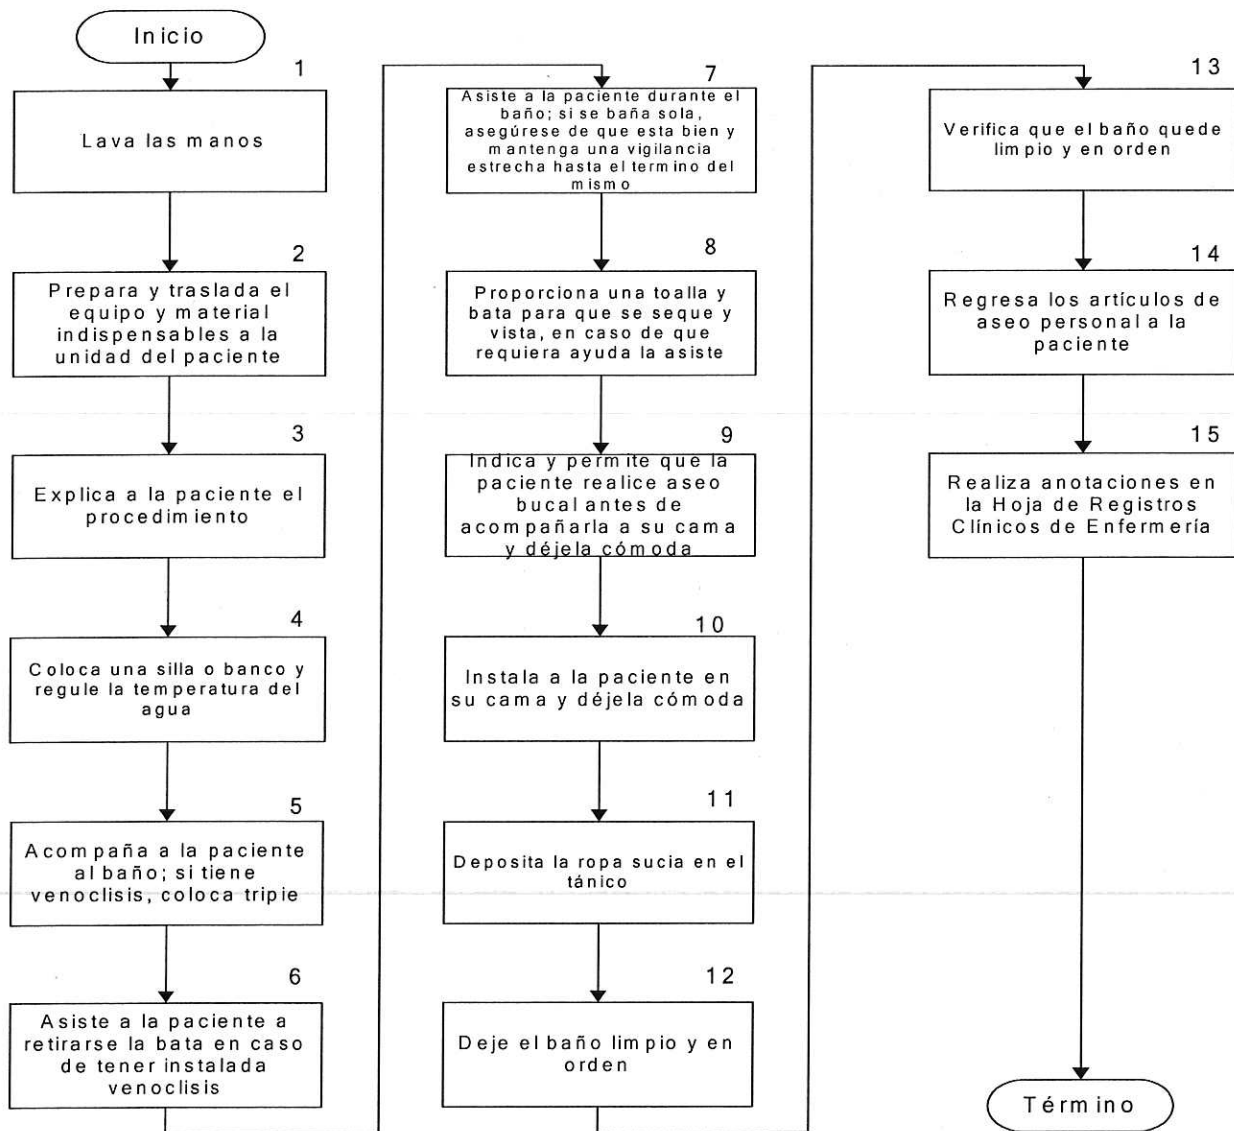 Inicio
1
Lava las manos
2
Prepara y traslada el
equipo y material
indispensables a la
unidad del paciente
3
Explica a la paciente el
procedimiento
4
Coloca una silla o banco y
regule la temperatura del
agua
5
Acompaña a la paciente
al baño; si tiene
venoclisis, coloca tripie
6
Asiste a la paciente a
retirarse la bata en caso
de tener instalada
venoclisis
7
Asiste a la paciente durante el
baño; si se baña sola,
asegúrese de que esta bien y
mantenga una vigilancia
estrecha hasta el termino del
mismo
8
Proporciona una toalla y
bata para que se seque y
vista, en caso de que
requiera ayuda la asiste
9
Indica y permite que la
paciente realice aseo
bucal antes de
acompañarla a su cama
y déjela cómoda
10
Instala a la paciente en
su cama y déjela cómoda
11
Deposita la ropa sucia en el
tánico
12
Deje el baño limpio y en
orden
13
Verifica que el baño quede
limpio y en orden
14
Regresa los artículos de
aseo personal a la
paciente
15
Realiza anotaciones en
la Hoja de Registros
Clínicos de Enfermería
Término